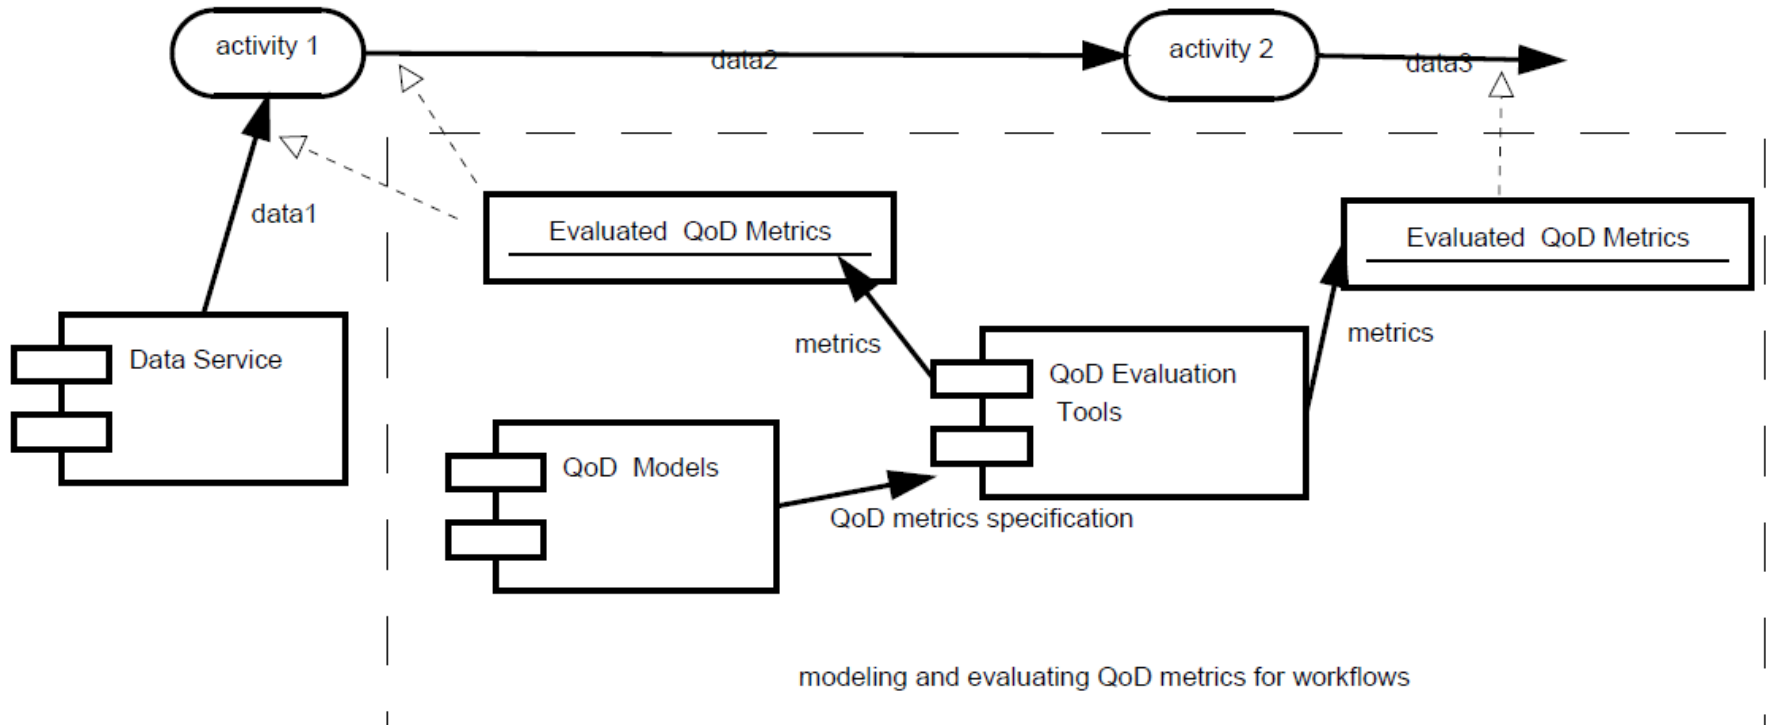 activity 1
data2
activity 2
data3
data1
Evaluated QoD Metrics
Evaluated QoD Metrics
metrics
metrics
Data Service
QoD Evaluation
Tools
QoD Models
QoD metrics specification
modeling and evaluating QoD metrics for workflows